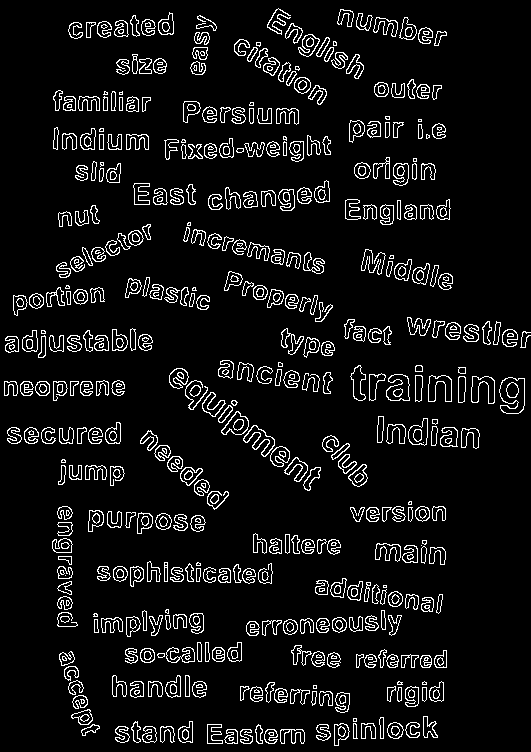 created
easy
English
number
size
citation
outer
familiar
Persium
pair
i.e
Indium
Fixed-weight
slid
origin
East
changed
England
nut
selector
incremants
Middle
portion
plastic
Properly
adjustable
type
fact
wrestler
neoprene
equipment
ancient
training
secured
needed
club
Indian
jump
engraved
purpose
version
haltere
main
sophisticated
additional
implying
erroneously
so-called
free
referred
accept
handle
referring
rigid
stand
Eastern
spinlock